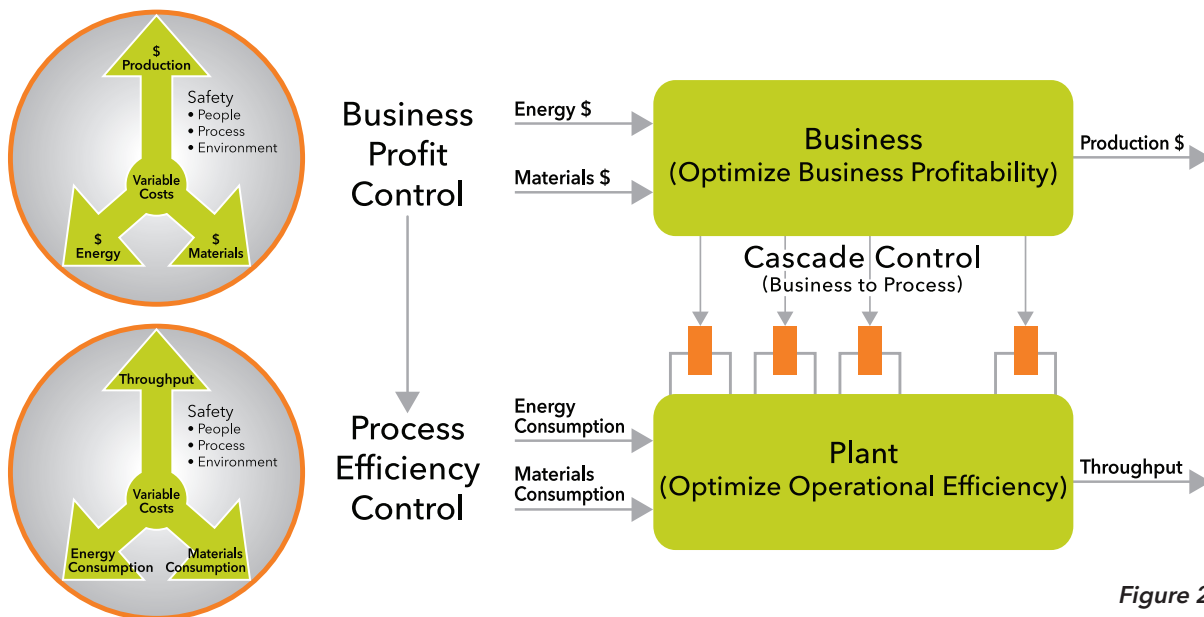 $
Production
Safety
• People
• Process
• Environment
Variable
Costs
$
Energy
$
Materials
Business
Profit
Control
Energy $
Materials $
Business
(Optimize Business Profitability)
Production $
Cascade Control
(Business to Process)
Throughput
Safety
• People
• Process
• Environment
Variable
Costs
Energy
Consumption
Materials
Consumption
Process
Efficiency
Control
Energy
Consumption
Materials
Consumption
Plant
(Optimize Operational Efficiency)
Throughput
Figure 2